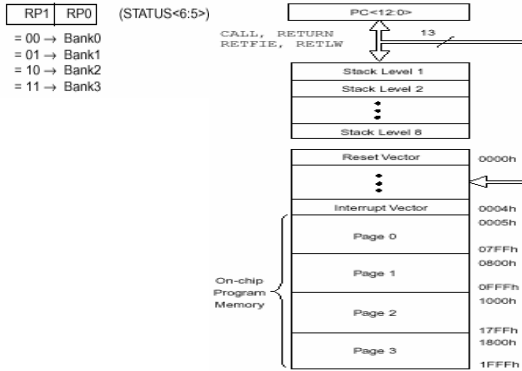 RP1 RP0 (STATUS<6:5>)
= 00 → Bank0
= 01 → Bank1
= 10 → Bank2
= 11 → Bank3
PC<12:0>
CALL, RETURN
RETFIE, RETLW
13
Stack Level 1
Stack Level 2
Stack Level 8
Reset Vector
0000h
Interrupt Vector
0004h
0005h
Page 0
07FFh
0800h
Page 1
0FFFh
1000h
Page 2
17FFh
1800h
Page 3
1FFFh
On-chip
Program
Memory